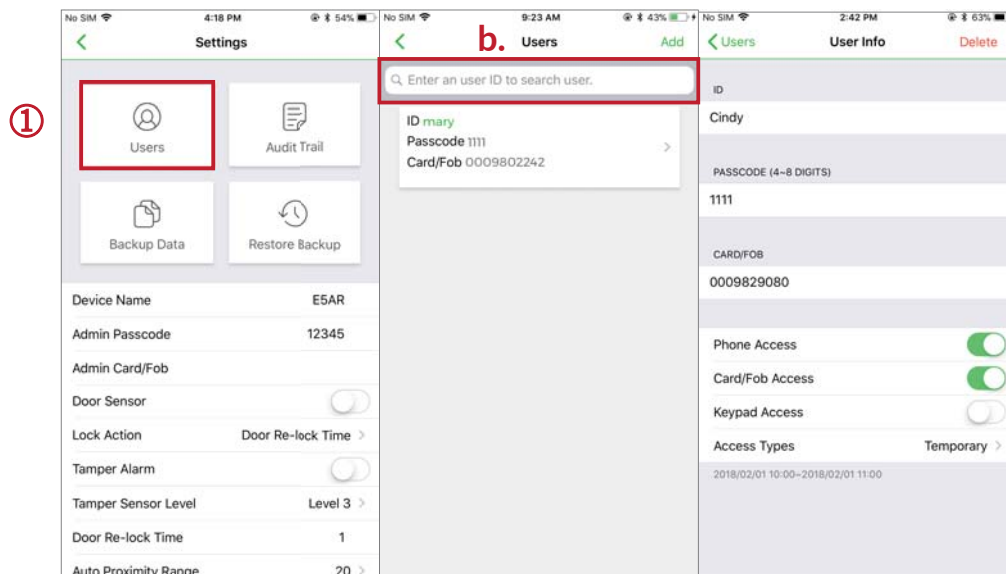 No SIM 4:18 PM 54%
Settings
①
Users
Audit Trail
Backup Data
Restore Backup
Device Name E5AR
Admin Passcode 12345
Admin Card/Fob
Door Sensor
Lock Action Door Re-lock Time >
Tamper Alarm
Tamper Sensor Level Level 3 >
Door Re-lock Time 1
Auto Proximity Range 20 >
No SIM 9:23 AM 43%
b. Users Add
Enter an user ID to search user.
ID mary
Passcode 1111
Card/Fob 0009802242
No SIM 2:42 PM 63%
Users User Info Delete
ID
Cindy
PASSCODE (4~8 DIGITS)
1111
CARD/FOB
0009829080
Phone Access
Card/Fob Access
Keypad Access
Access Types Temporary >
2018/02/01 10:00~2018/02/01 11:00